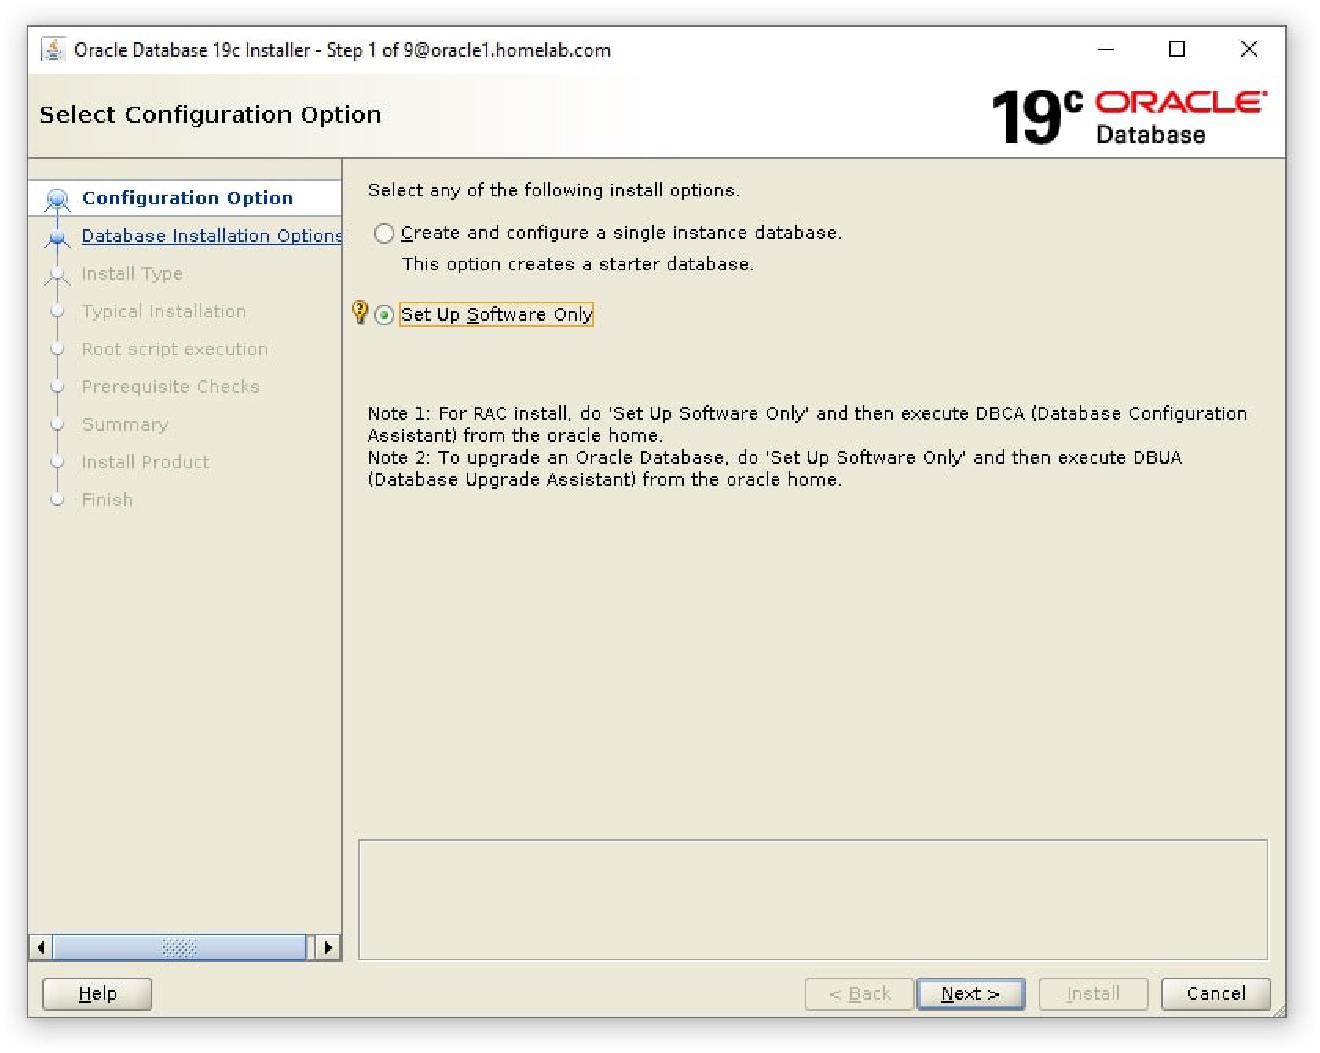 Oracle Database 19c Installer - Step 1 of 9@oracle1.homelab.com
Select Configuration Option
19c ORACLE
Database
Configuration Option
Database Installation Options
Install Type
Typical Installation
Root script execution
Prerequisite Checks
Summary
Install Product
Finish
Select any of the following install options.
Create and configure a single instance database.
This option creates a starter database.
Set Up Software Only
Note 1: For RAC install, do 'Set Up Software Only' and then execute DBCA (Database Configuration
Assistant) from the oracle home.
Note 2: To upgrade an Oracle Database, do 'Set Up Software Only' and then execute DBUA
(Database Upgrade Assistant) from the oracle home.
Help
< Back
Next >
Install
Cancel